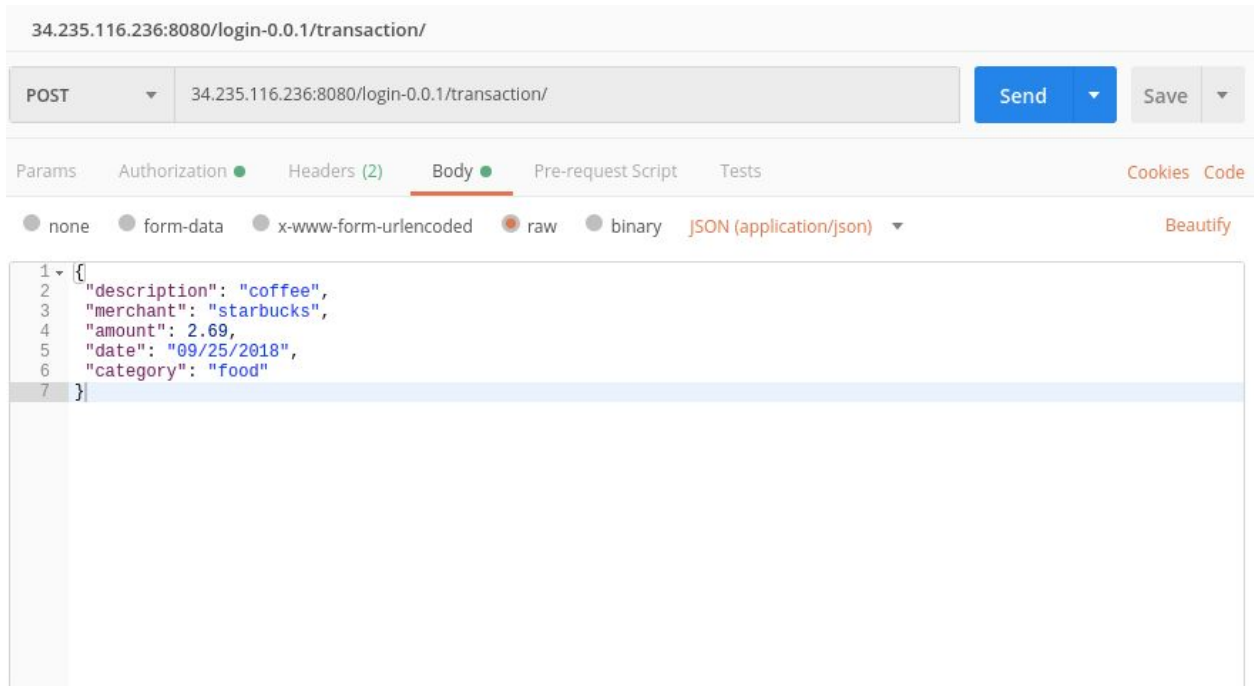 34.235.116.236:8080/login-0.0.1/transaction/
POST 34.235.116.236:8080/login-0.0.1/transaction/ Send Save
Params Authorization Headers (2) Body Pre-request Script Tests Cookies Code
none form-data x-www-form-urlencoded raw binary JSON (application/json) Beautify
1 {
2 "description": "coffee",
3 "merchant": "starbucks",
4 "amount": 2.69,
5 "date": "09/25/2018",
6 "category": "food"
7 }